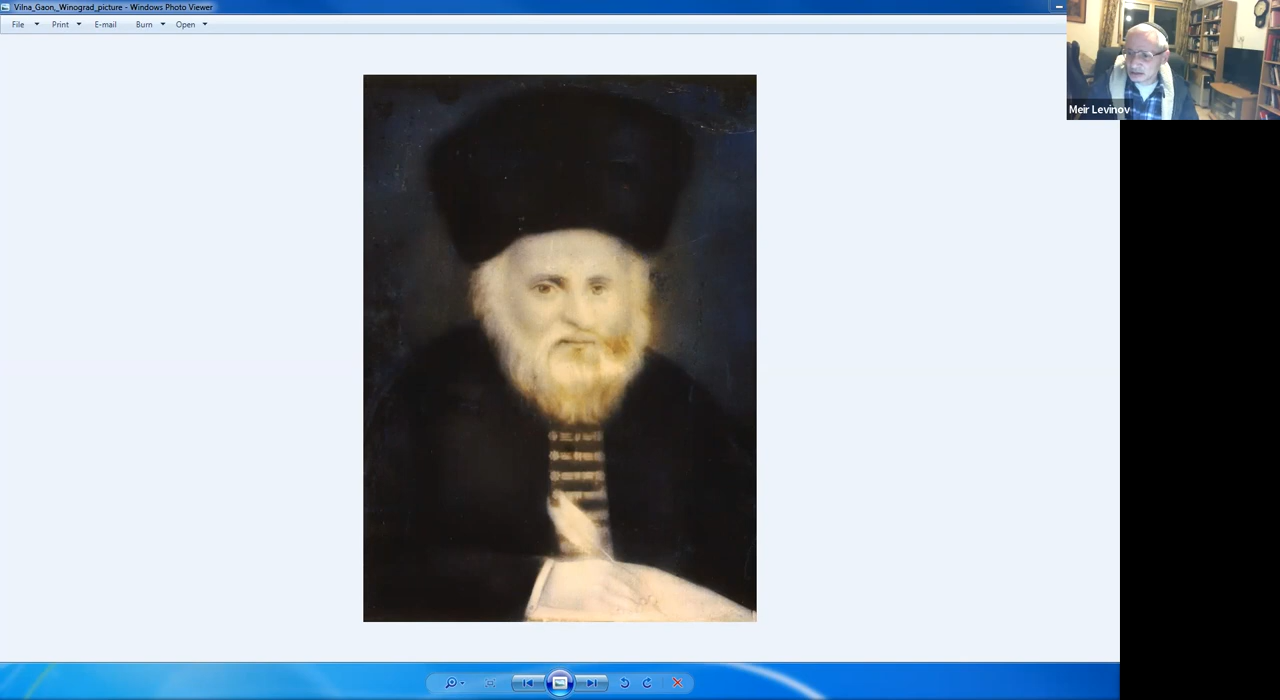 Vilna_Gaon_Winograd_picture - Windows Photo Viewer
File Print E-mail Burn Open
Meir Levinov